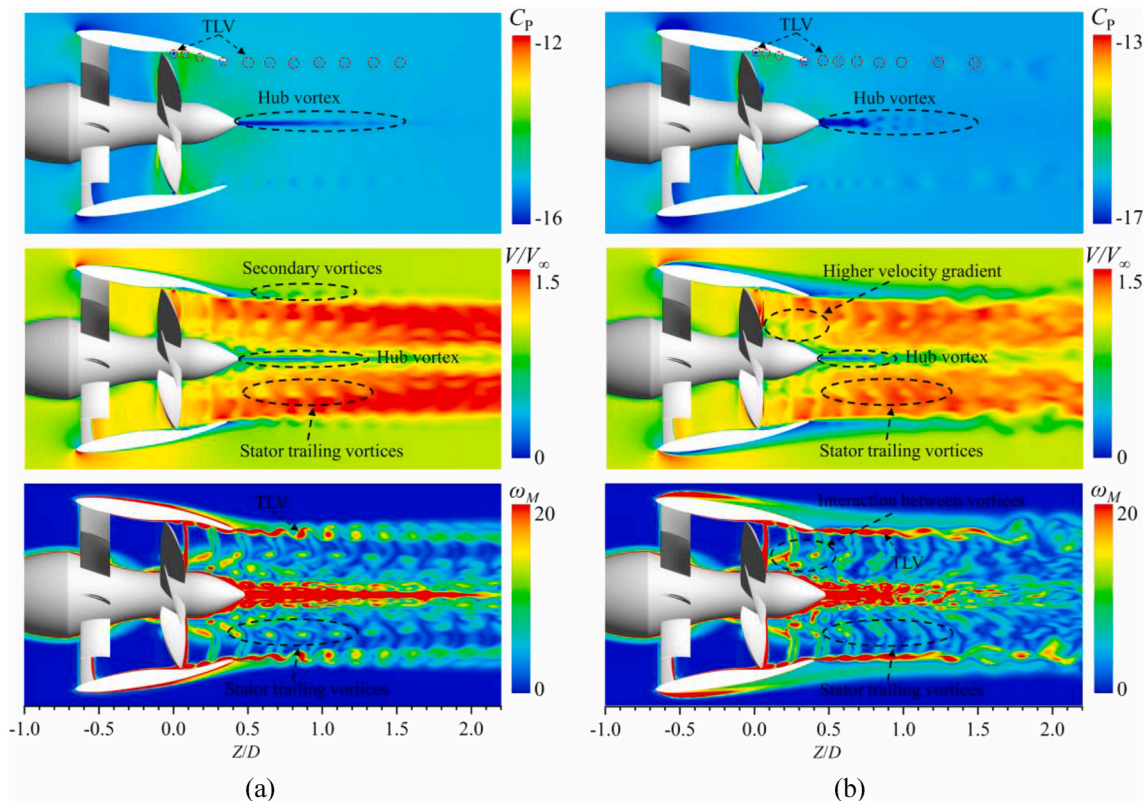 TLV
Hub vortex
C_P
-12
-16
TLV
Hub vortex
C_P
-13
-17
Secondary vortices
Hub vortex
Stator trailing vortices
V/V∞
1.5
0
Higher velocity gradient
Hub vortex
Stator trailing vortices
V/V∞
1.5
0
TLV
Stator trailing vortices
ω_M
20
0
Interaction between vortices
TLV
Stator trailing vortices
ω_M
20
0
-1.0 -0.5 0.0 0.5 1.0 1.5 2.0
Z/D
-1.0 -0.5 0.0 0.5 1.0 1.5 2.0
Z/D
(a)
(b)